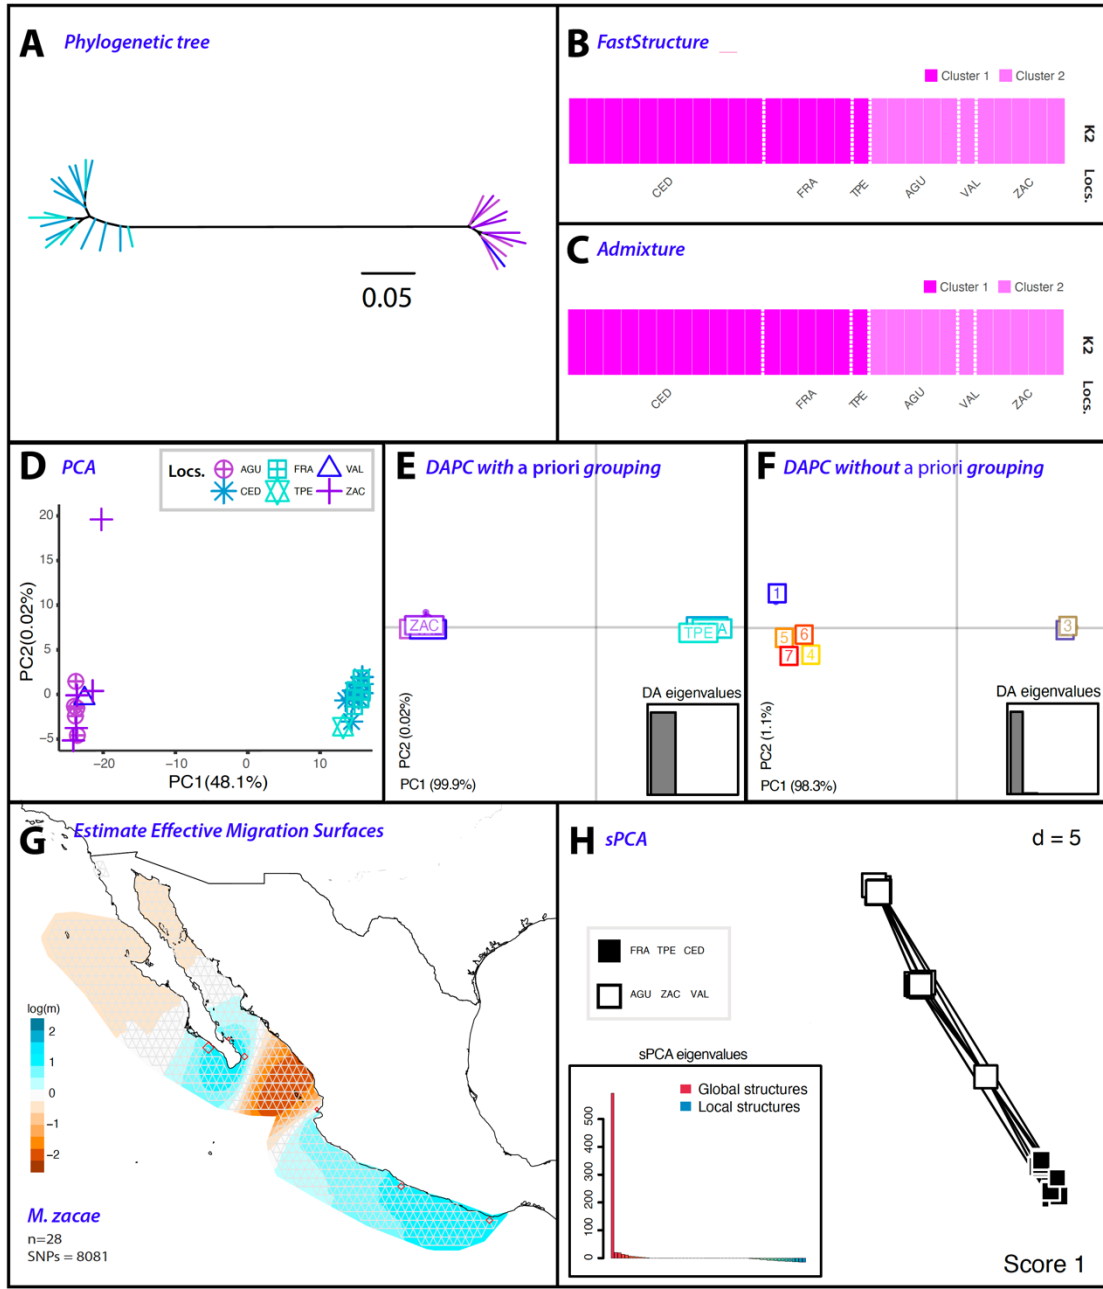 A Phylogenetic tree
0.05
B FastStructure
Cluster 1 Cluster 2
K2
Locs.
CED FRA TPE AGU VAL ZAC
C Admixture
Cluster 1 Cluster 2
K2
Locs.
CED FRA TPE AGU VAL ZAC
D PCA
Locs. AGU FRA VAL
CED TPE ZAC
20
15
10
5
0
−5
PC2(0.02%)
−20 −10 0 10
PC1(48.1%)
E DAPC with a priori grouping
ZAC
TPE A
DA eigenvalues
PC2 (0.02%)
PC1 (99.9%)
F DAPC without a priori grouping
1
5 6
7 4
3
DA eigenvalues
PC2 (1.1%)
PC1 (98.3%)
G Estimate Effective Migration Surfaces
log(m)
2
1
0
−1
−2
M. zacae
n=28
SNPs = 8081
H sPCA
d = 5
FRA TPE CED
AGU ZAC VAL
sPCA eigenvalues
Global structures
Local structures
500
400
300
200
100
0
Score 1